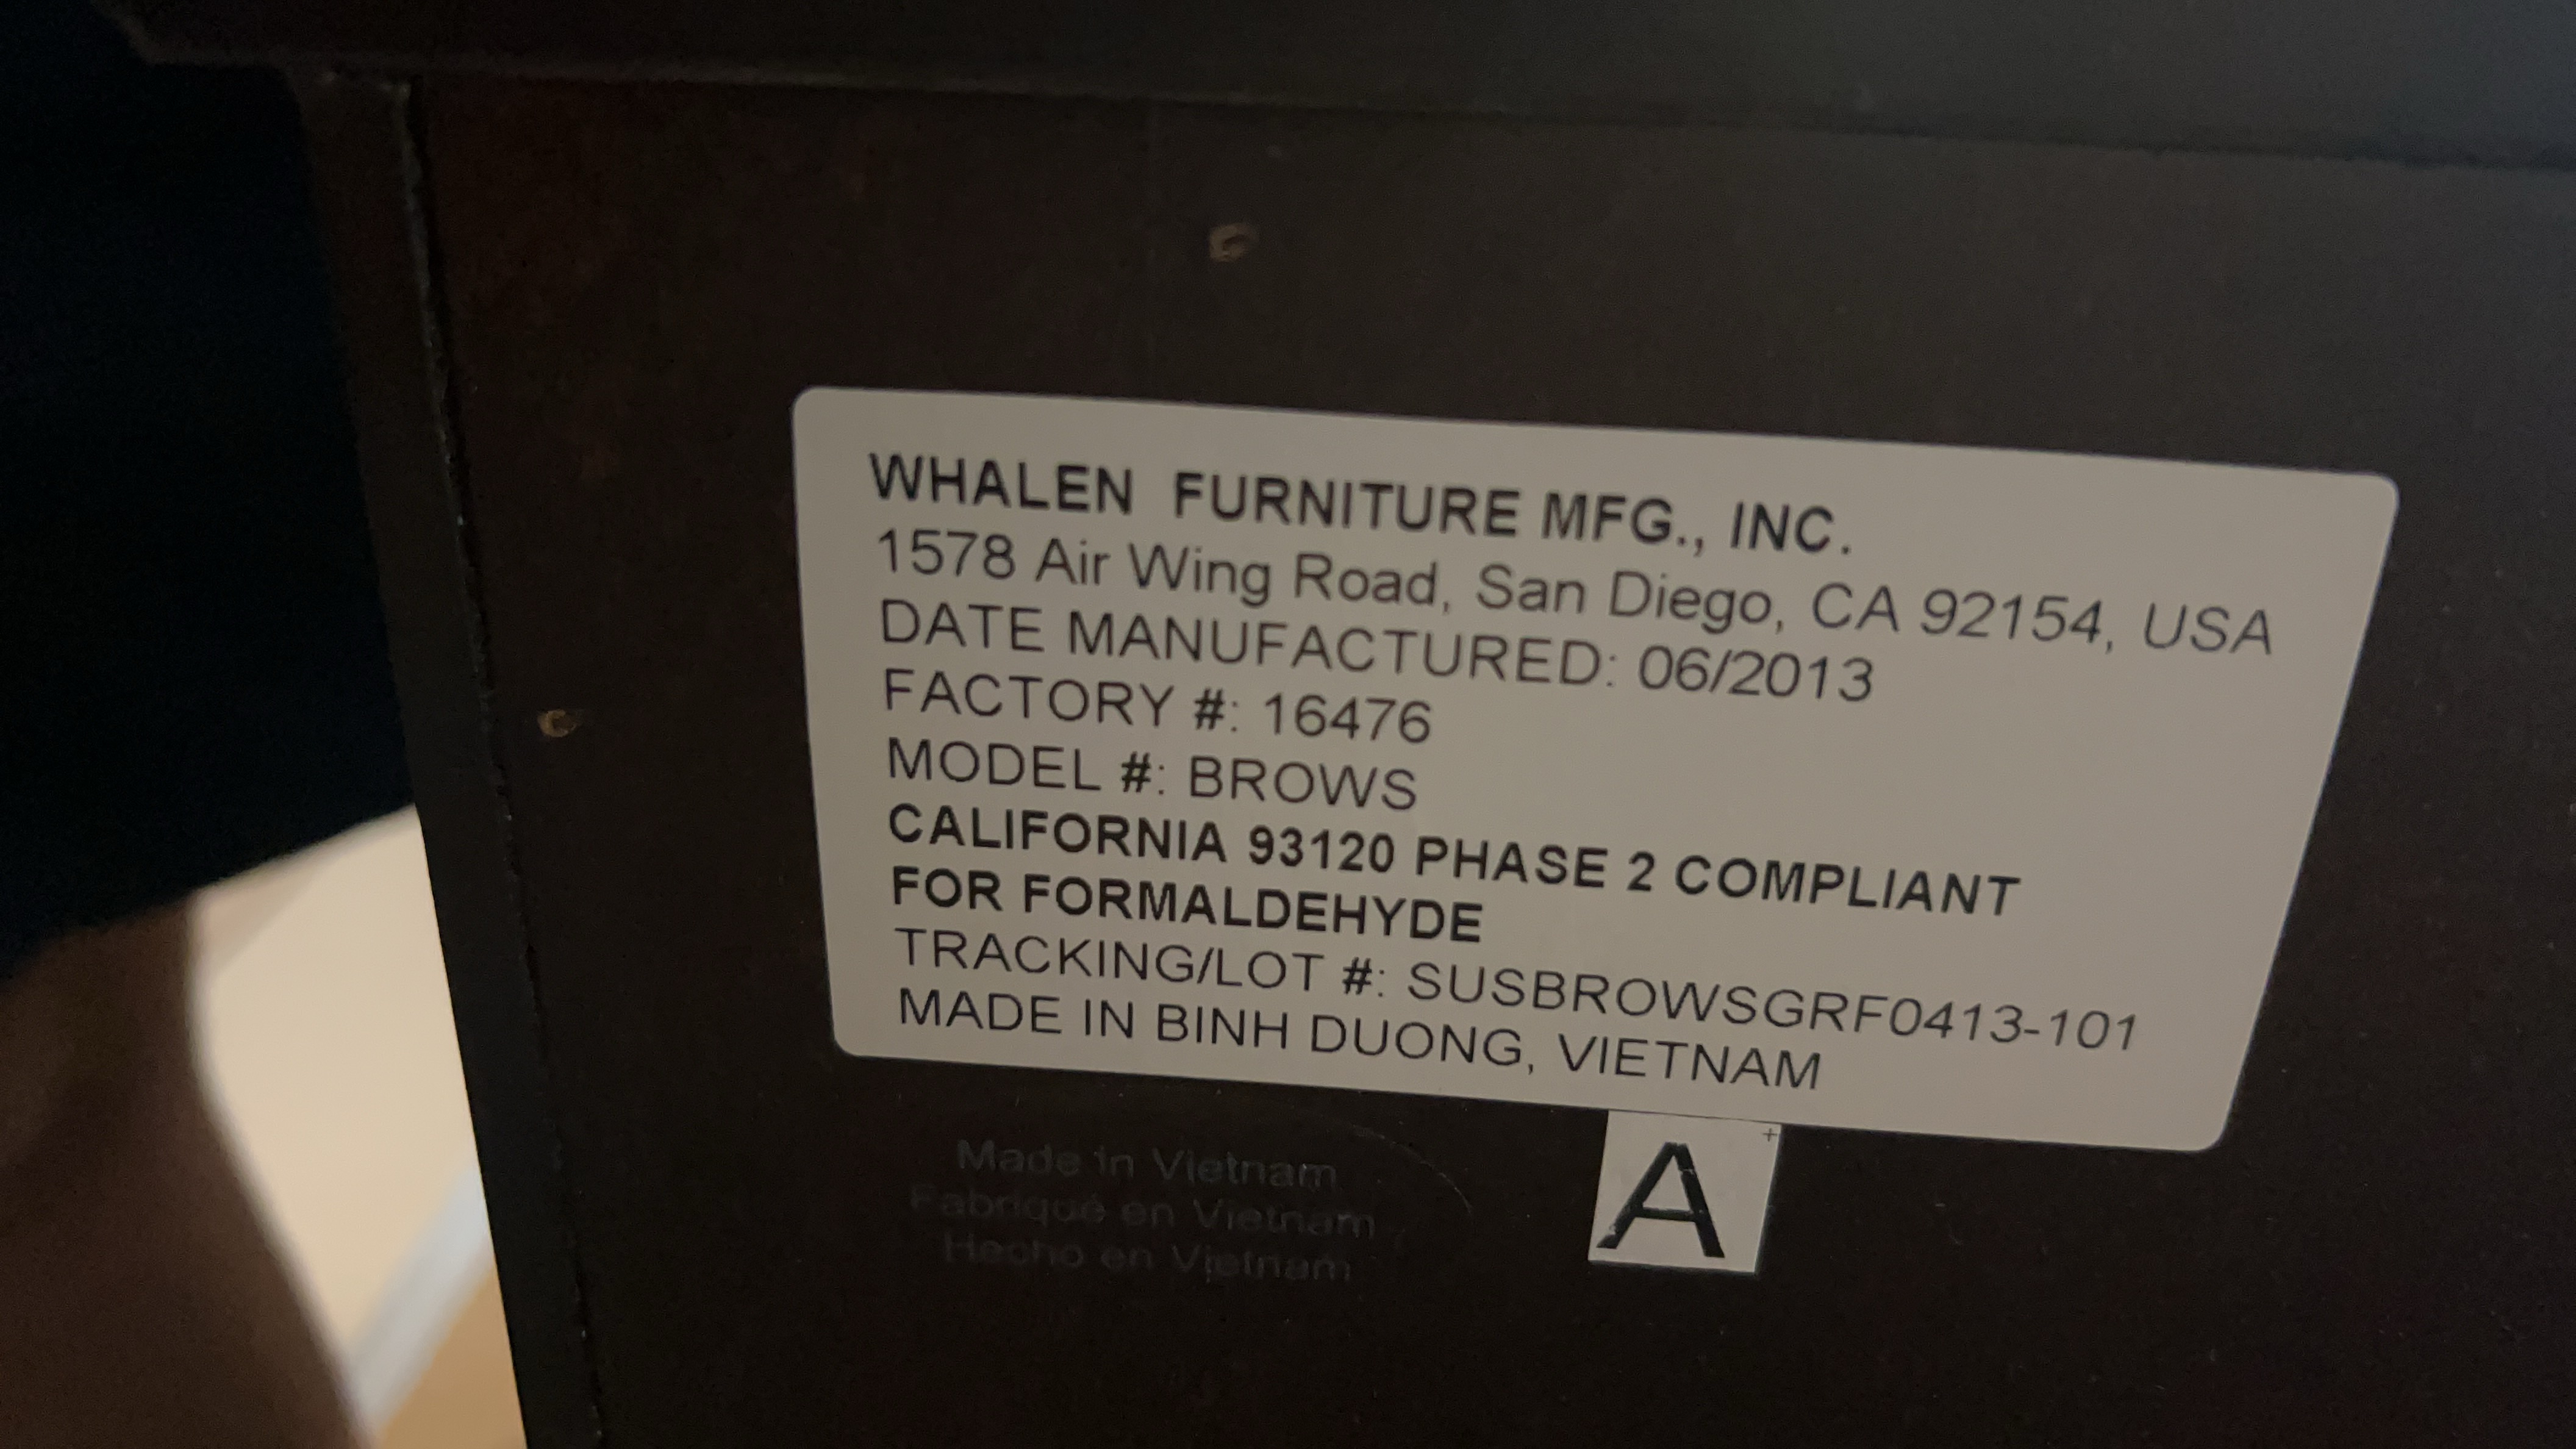 WHALEN FURNITURE MFG., INC.
1578 Air Wing Road, San Diego, CA 92154, USA
DATE MANUFACTURED: 06/2013
FACTORY #: 16476
MODEL #: BROWS
CALIFORNIA 93120 PHASE 2 COMPLIANT
FOR FORMALDEHYDE
TRACKING/LOT #: SUSBROWSGRF0413-101
MADE IN BINH DUONG, VIETNAM
A
Made in Vietnam
Fabriqué en Vietnam
Hecho en Vietnam